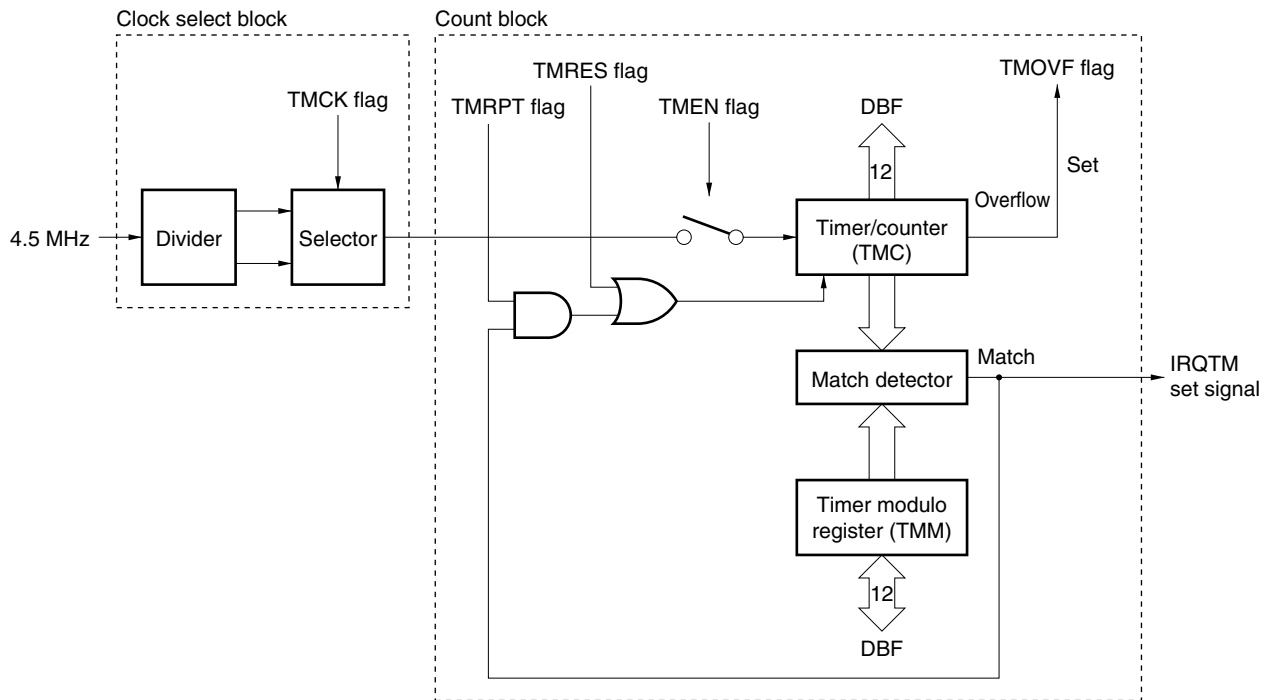 Clock select block
Count block
TMRES flag
TMOVF flag
TMCK flag
TMRPT flag
TMEN flag
DBF
12
Set
Overflow
4.5 MHz
Divider
Selector
Timer/counter
(TMC)
Match
Match detector
IRQTM
set signal
Timer modulo
register (TMM)
12
DBF